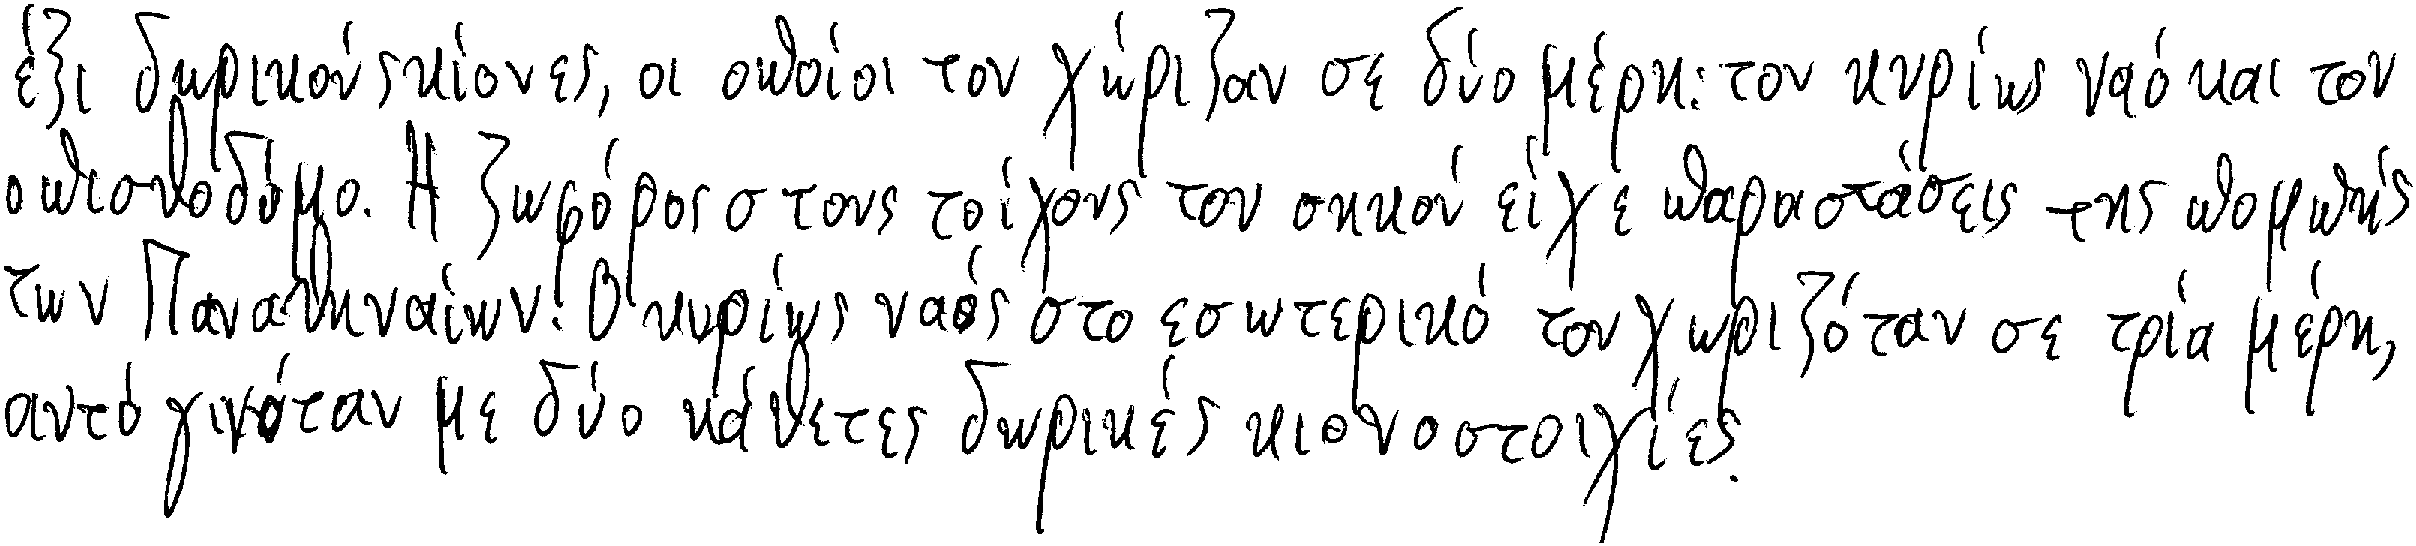 έξι δωρικούς κίονες, οι οποίοι τον χώριζαν σε δύο μέρη: τον κυρίως ναό και τον
οπισθοδόμο. Η ζωφόρος στους τοίχους του σηκού είχε παραστάσεις της πομπής
των Παναθηναίων. Ο κυρίως ναός στο εσωτερικό του χωριζόταν σε τρία μέρη,
αυτό γινόταν με δύο κάθετες δωρικές κιονοστοιχίες.